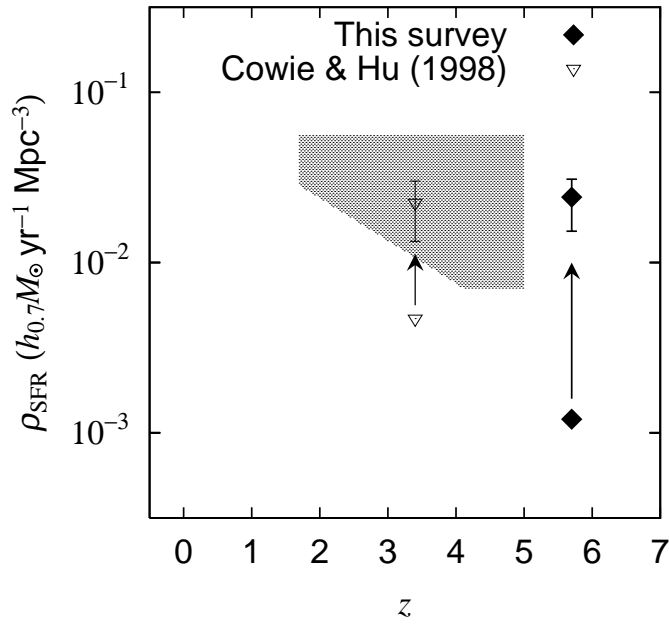 This survey
Cowie & Hu (1998)
10⁻¹
10⁻²
10⁻³
ρSFR (h0.7M⊙ yr⁻¹ Mpc⁻³)
0 1 2 3 4 5 6 7
z